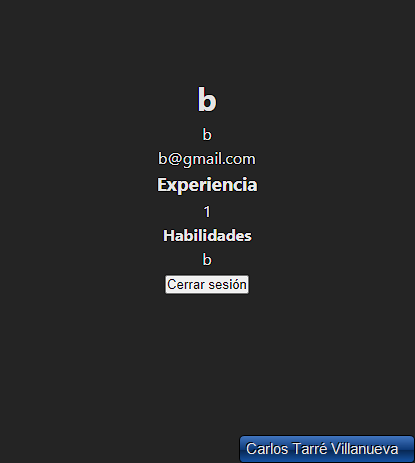 b
b
b@gmail.com
Experiencia
1
Habilidades
b
Cerrar sesión
Carlos Tarré Villanueva